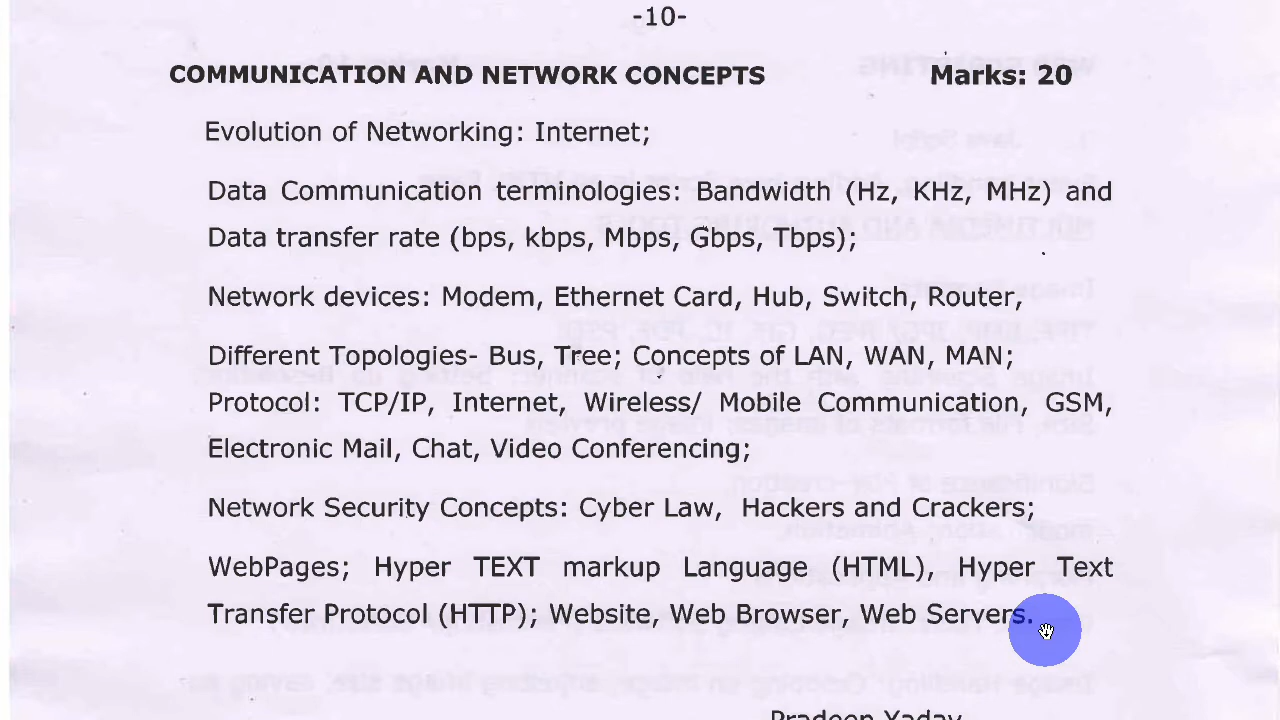 -10-
COMMUNICATION AND NETWORK CONCEPTS Marks: 20
Evolution of Networking: Internet;
Data Communication terminologies: Bandwidth (Hz, KHz, MHz) and
Data transfer rate (bps, kbps, Mbps, Gbps, Tbps);
Network devices: Modem, Ethernet Card, Hub, Switch, Router,
Different Topologies- Bus, Tree; Concepts of LAN, WAN, MAN;
Protocol: TCP/IP, Internet, Wireless/ Mobile Communication, GSM,
Electronic Mail, Chat, Video Conferencing;
Network Security Concepts: Cyber Law, Hackers and Crackers;
WebPages; Hyper TEXT markup Language (HTML), Hyper Text
Transfer Protocol (HTTP); Website, Web Browser, Web Servers.
Pradeep Yadav